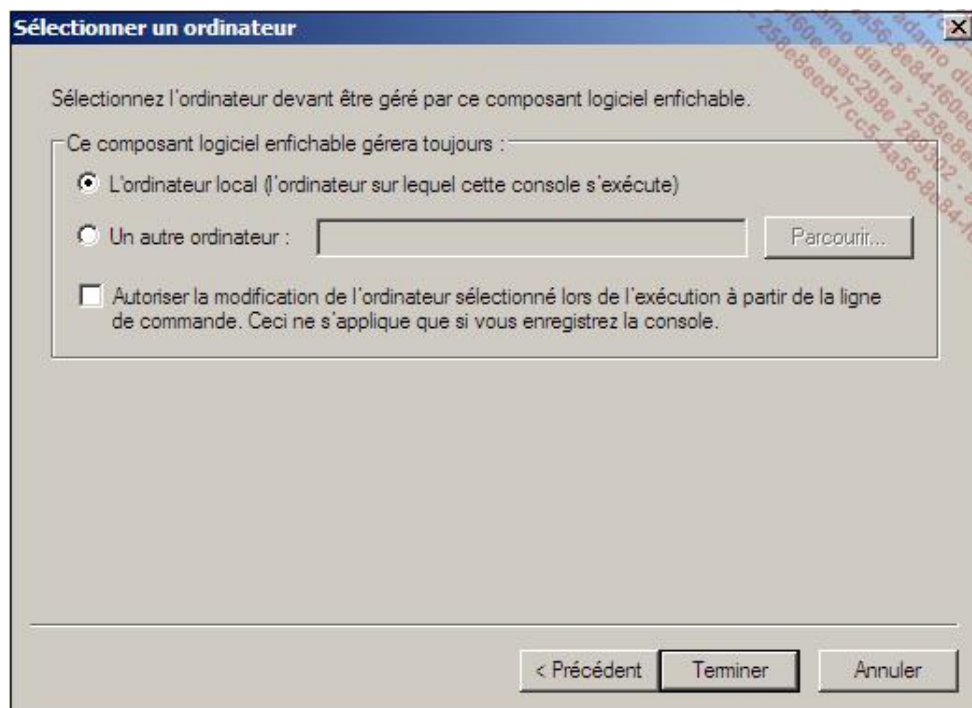 Sélectionner un ordinateur
Sélectionnez l'ordinateur devant être géré par ce composant logiciel enfichable.
Ce composant logiciel enfichable gérera toujours :
L'ordinateur local (l'ordinateur sur lequel cette console s'exécute)
Un autre ordinateur :
Parcourir...
Autoriser la modification de l'ordinateur sélectionné lors de l'exécution à partir de la ligne
de commande. Ceci ne s'applique que si vous enregistrez la console.
< Précédent
Terminer
Annuler